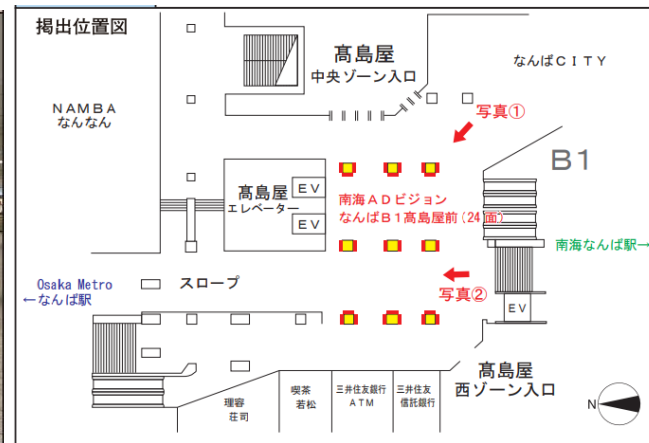 掲出位置図
髙島屋
中央ゾーン入口
なんばＣＩＴＹ
ＮＡＭＢＡ
なんなん
写真①
B1
髙島屋
エレベーター
EV
EV
南海ＡＤビジョン
なんばＢ１髙島屋前(24面)
南海なんば駅→
Osaka Metro
←なんば駅
スロープ
写真②
EV
髙島屋
西ゾーン入口
理容
荘司
喫茶
若松
三井住友銀行
ＡＴＭ
三井住友
信託銀行
N